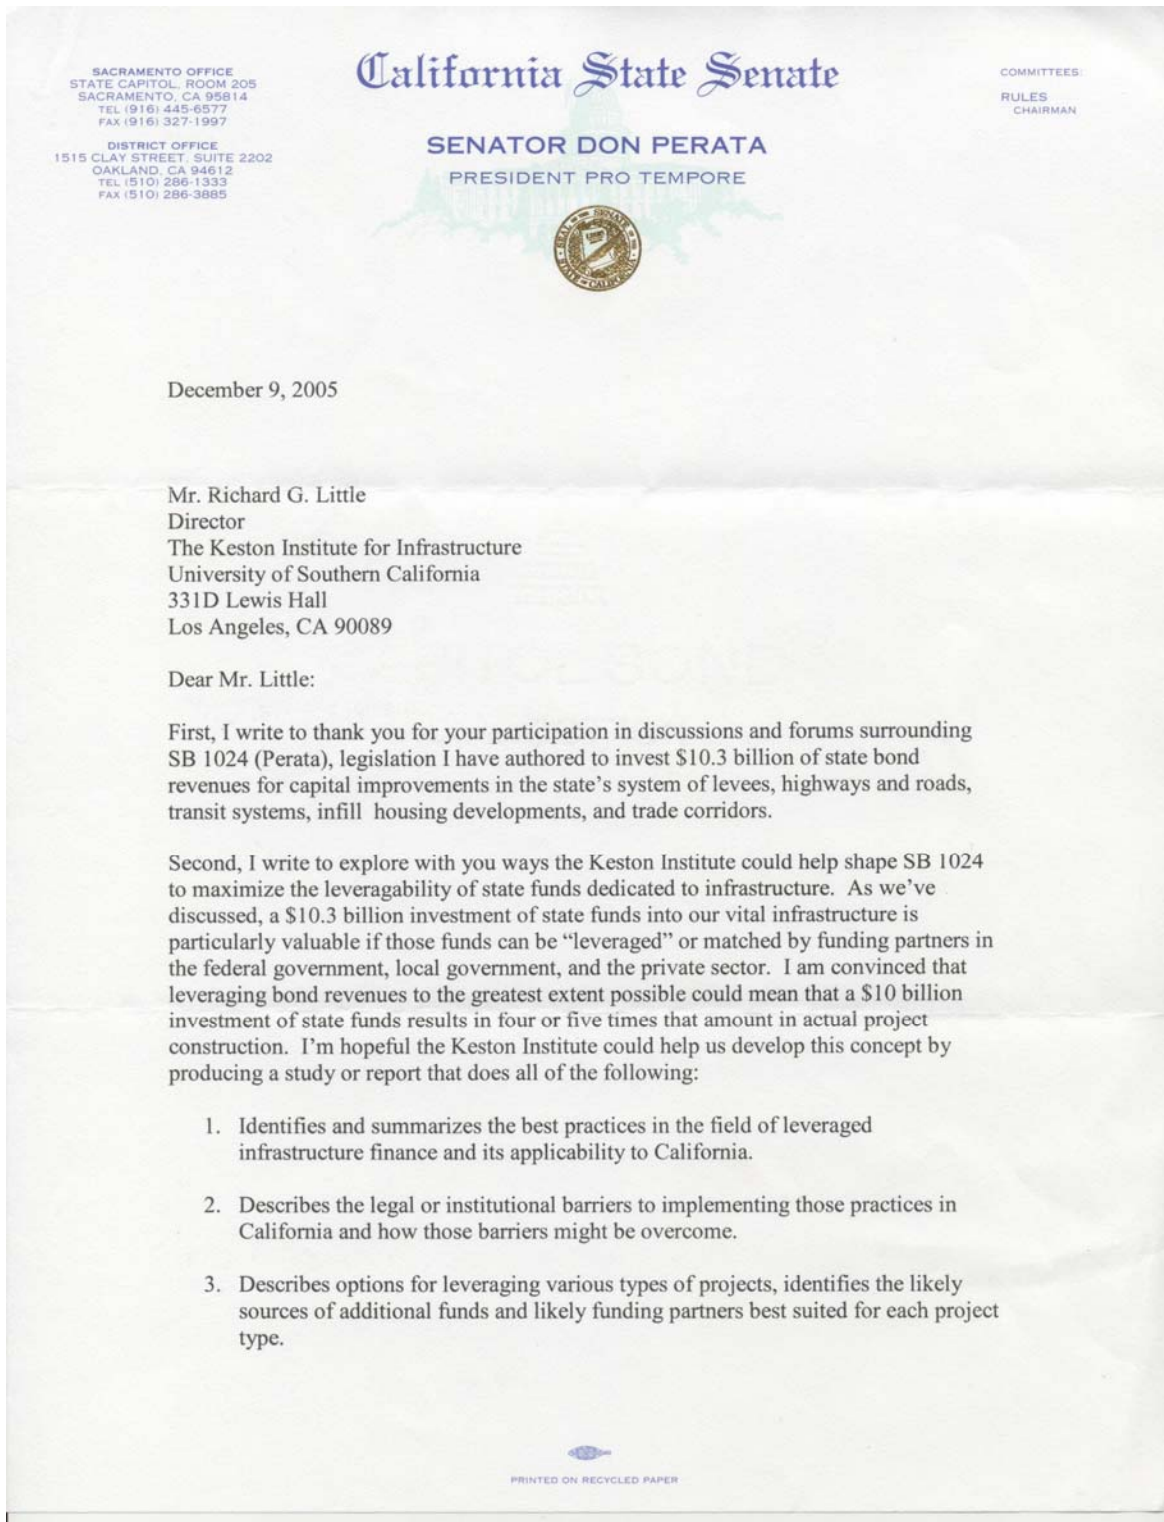 SACRAMENTO OFFICE
STATE CAPITOL, ROOM 205
SACRAMENTO, CA 95814
TEL (916) 445-6577
FAX (916) 327-1997
DISTRICT OFFICE
1515 CLAY STREET, SUITE 2202
OAKLAND, CA 94612
TEL (510) 286-1333
FAX (510) 286-3885
California State Senate
SENATOR DON PERATA
PRESIDENT PRO TEMPORE
SEAL OF THE SENATE
STATE OF CALIFORNIA
COMMITTEES:
RULES
CHAIRMAN
December 9, 2005
Mr. Richard G. Little
Director
The Keston Institute for Infrastructure
University of Southern California
331D Lewis Hall
Los Angeles, CA 90089
Dear Mr. Little:
First, I write to thank you for your participation in discussions and forums surrounding
SB 1024 (Perata), legislation I have authored to invest $10.3 billion of state bond
revenues for capital improvements in the state’s system of levees, highways and roads,
transit systems, infill housing developments, and trade corridors.
Second, I write to explore with you ways the Keston Institute could help shape SB 1024
to maximize the leveragability of state funds dedicated to infrastructure. As we’ve
discussed, a $10.3 billion investment of state funds into our vital infrastructure is
particularly valuable if those funds can be “leveraged” or matched by funding partners in
the federal government, local government, and the private sector. I am convinced that
leveraging bond revenues to the greatest extent possible could mean that a $10 billion
investment of state funds results in four or five times that amount in actual project
construction. I’m hopeful the Keston Institute could help us develop this concept by
producing a study or report that does all of the following:
1. Identifies and summarizes the best practices in the field of leveraged
infrastructure finance and its applicability to California.
2. Describes the legal or institutional barriers to implementing those practices in
California and how those barriers might be overcome.
3. Describes options for leveraging various types of projects, identifies the likely
sources of additional funds and likely funding partners best suited for each project
type.
PRINTED ON RECYCLED PAPER